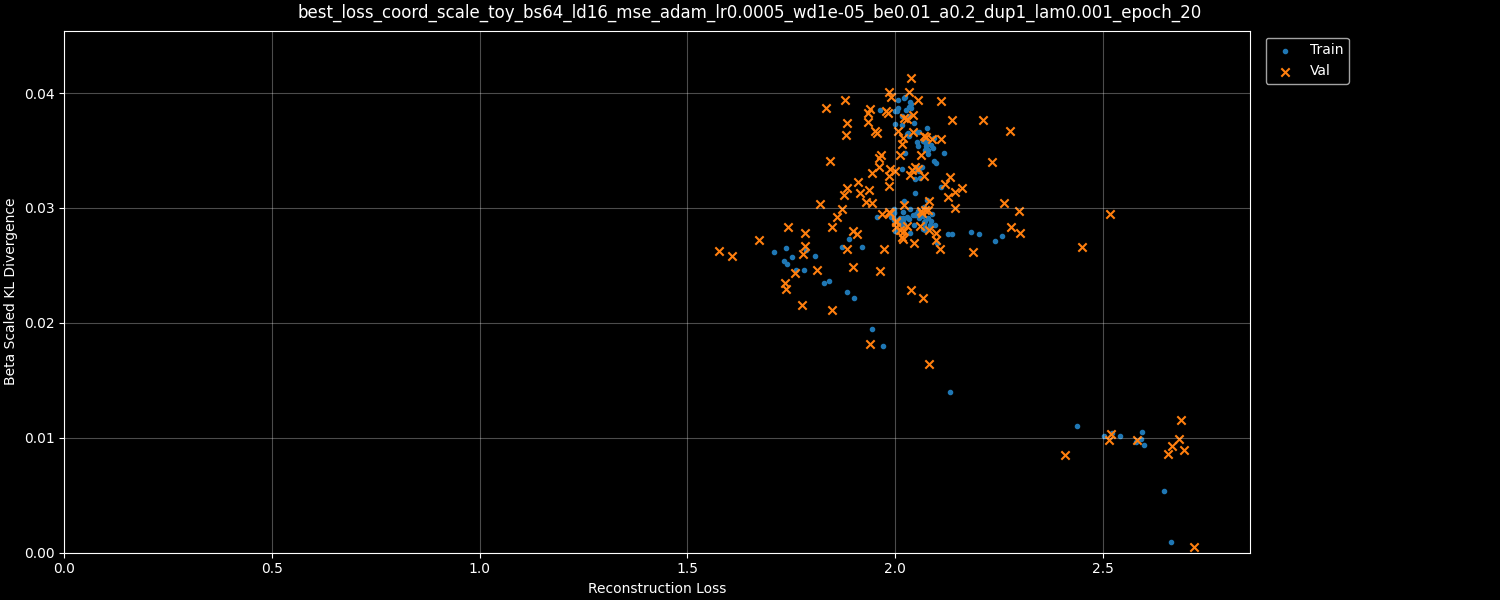 best_loss_coord_scale_toy_bs64_ld16_mse_adam_lr0.0005_wd1e-05_be0.01_a0.2_dup1_lam0.001_epoch_20
Train
Val
Beta Scaled KL Divergence
0.04
0.03
0.02
0.01
0.00
0.0 0.5 1.0 1.5 2.0 2.5
Reconstruction Loss